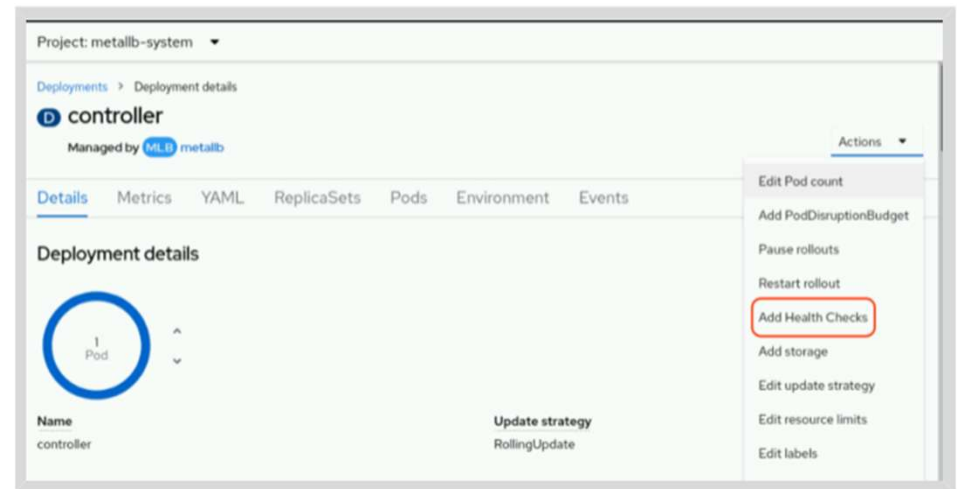 Project: metallb-system
Deployments > Deployment details
D controller
Managed by MLB metallb
Actions
Details Metrics YAML ReplicaSets Pods Environment Events
Edit Pod count
Add PodDisruptionBudget
Pause rollouts
Restart rollout
Add Health Checks
Add storage
Edit update strategy
Edit resource limits
Edit labels
Deployment details
1
Pod
Name
controller
Update strategy
RollingUpdate